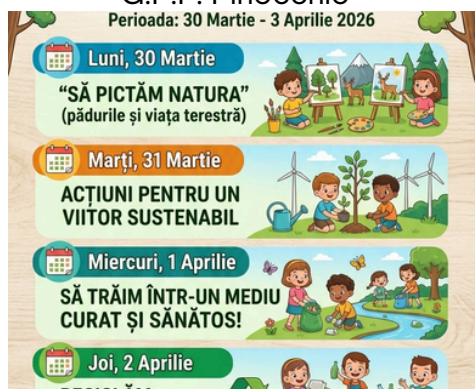 Perioada: 30 Martie - 3 Aprilie 2026
Luni, 30 Martie
“SĂ PICTĂM NATURA”
(pădurile și viața terestră)
Marți, 31 Martie
ACȚIUNI PENTRU UN
VIITOR SUSTENABIL
Miercuri, 1 Aprilie
SĂ TRĂIM ÎNTR-UN MEDIU
CURAT ȘI SĂNĂTOS!
Joi, 2 Aprilie